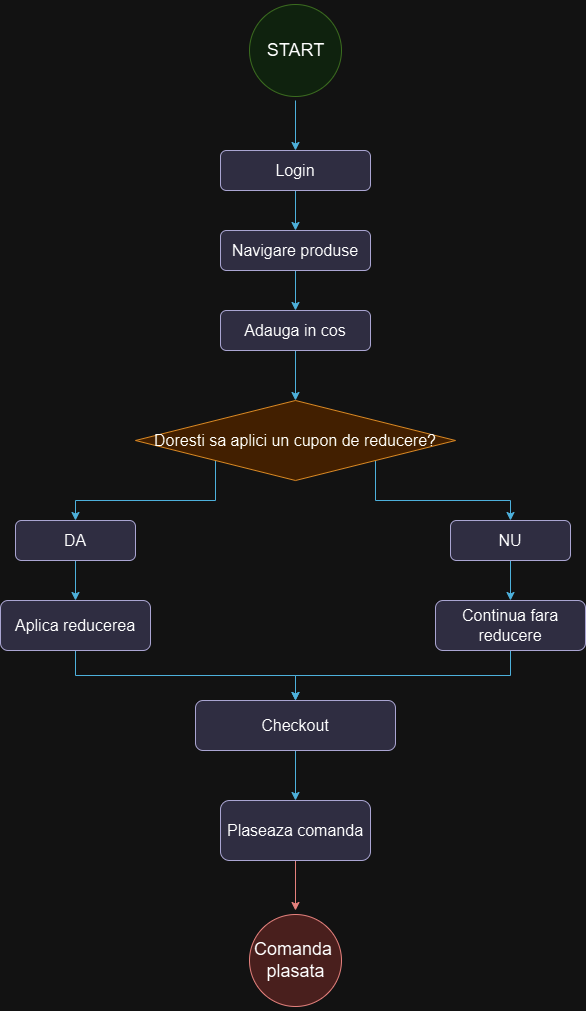 START
Login
Navigare produse
Adauga in cos
Doresti sa aplici un cupon de reducere?
DA
NU
Aplica reducerea
Continua fara
reducere
Checkout
Plaseaza comanda
Comanda
plasata